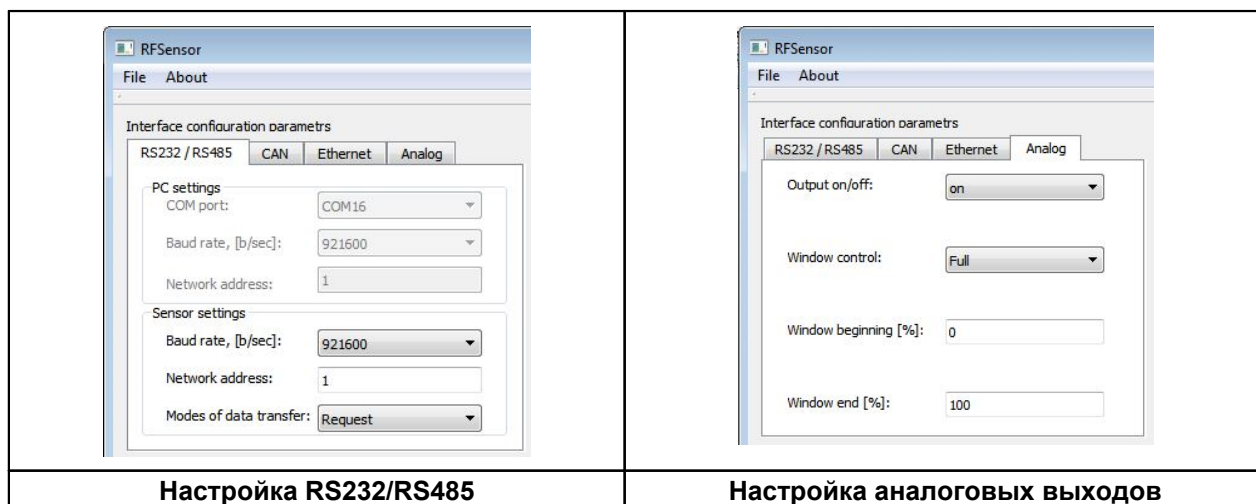 RFSensor
File About
Interface configuration parametrs
RS232 / RS485 CAN Ethernet Analog
PC settings
COM port: COM16
Baud rate, [b/sec]: 921600
Network address: 1
Sensor settings
Baud rate, [b/sec]: 921600
Network address: 1
Modes of data transfer: Request
Настройка RS232/RS485
RFSensor
File About
Interface configuration parametrs
RS232 / RS485 CAN Ethernet Analog
Output on/off: on
Window control: Full
Window beginning [%]: 0
Window end [%]: 100
Настройка аналоговых выходов